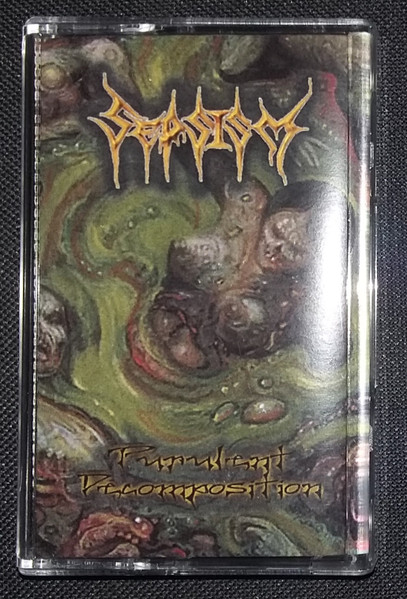 Sepsism
Purulent
Decomposition